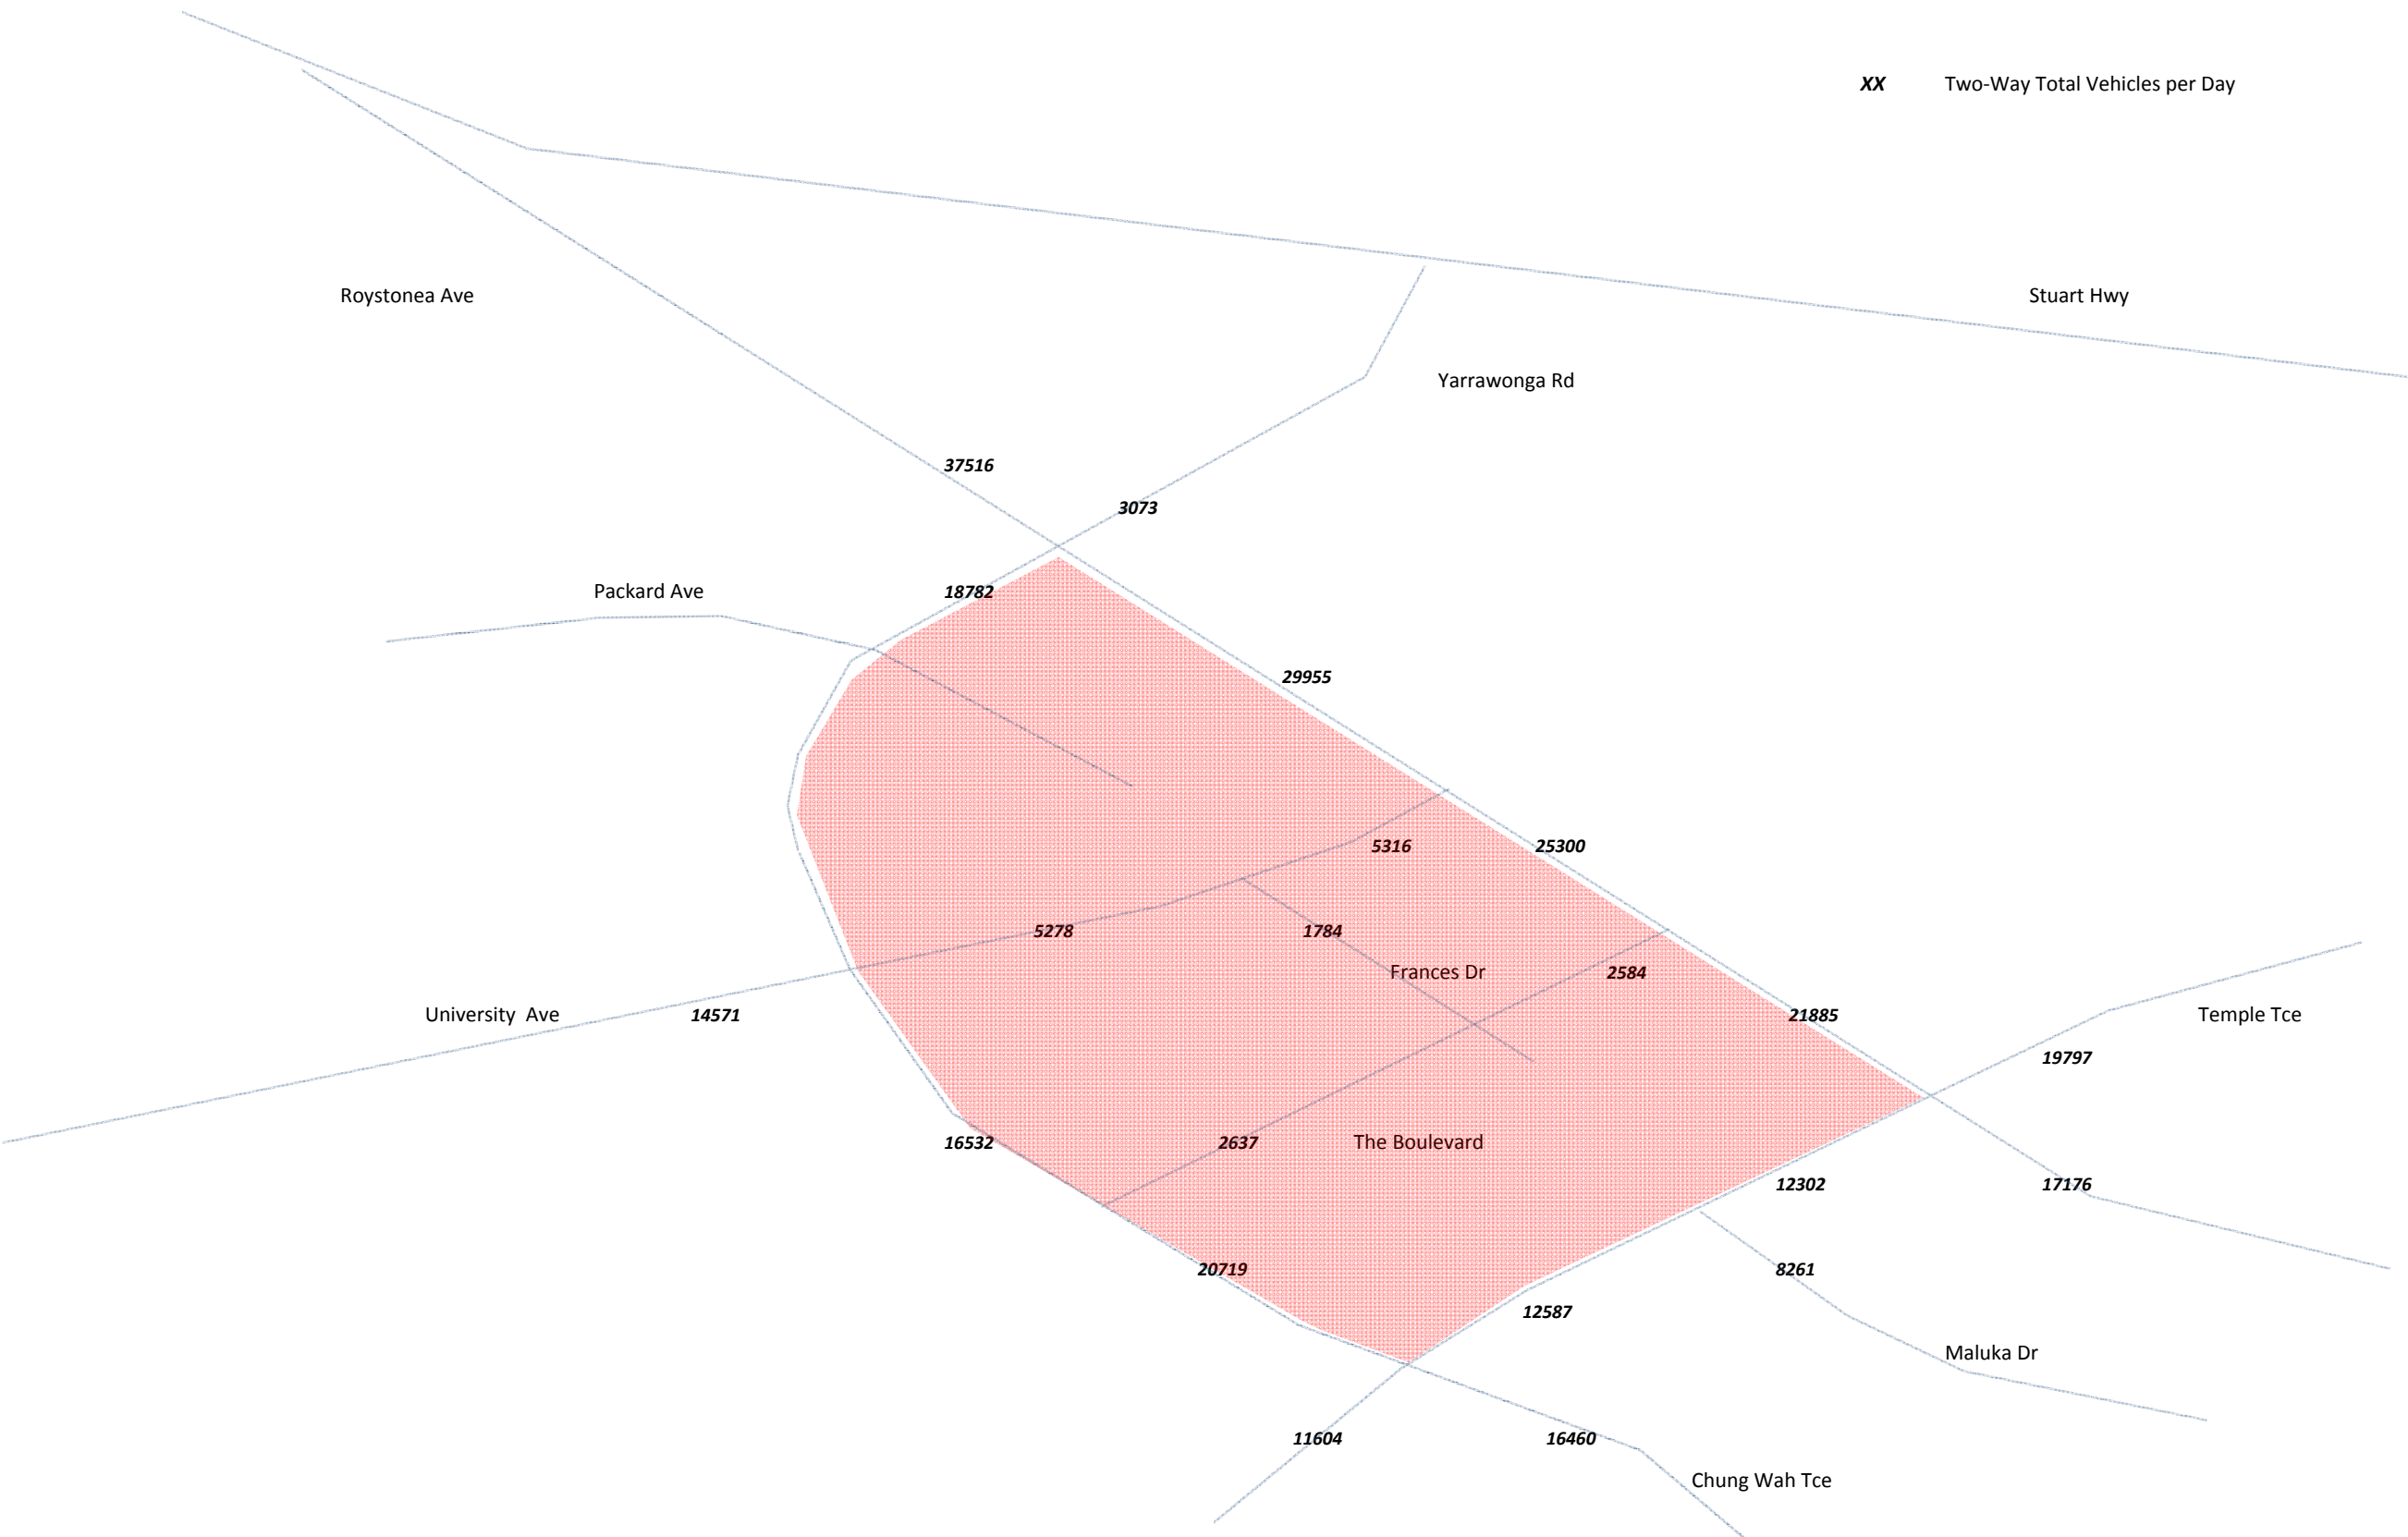 XX Two-Way Total Vehicles per Day
Roystonea Ave
Stuart Hwy
Yarrawonga Rd
37516
3073
Packard Ave
18782
29955
5316
25300
5278
1784
Frances Dr
2584
University  Ave
14571
21885
Temple Tce
19797
16532
2637
The Boulevard
12302
17176
20719
8261
12587
Maluka Dr
11604
16460
Chung Wah Tce